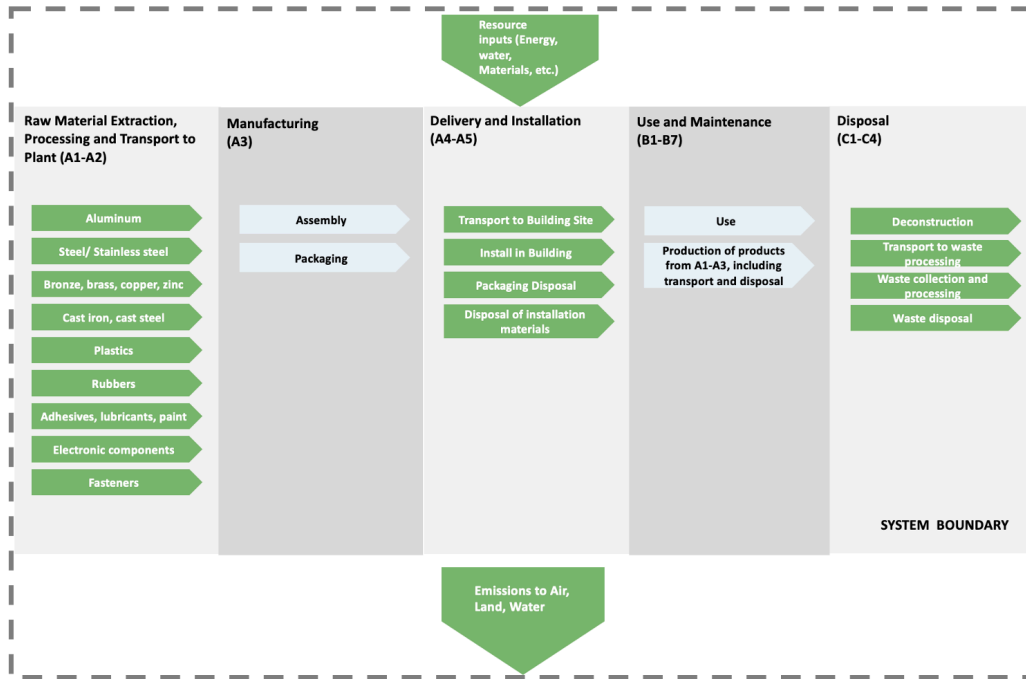 Resource
inputs (Energy,
water,
Materials, etc.)
Raw Material Extraction,
Processing and Transport to
Plant (A1-A2)
Aluminum
Steel/ Stainless steel
Bronze, brass, copper, zinc
Cast iron, cast steel
Plastics
Rubbers
Adhesives, lubricants, paint
Electronic components
Fasteners
Manufacturing
(A3)
Assembly
Packaging
Delivery and Installation
(A4-A5)
Transport to Building Site
Install in Building
Packaging Disposal
Disposal of installation
materials
Use and Maintenance
(B1-B7)
Use
Production of products
from A1-A3, including
transport and disposal
Disposal
(C1-C4)
Deconstruction
Transport to waste
processing
Waste collection and
processing
Waste disposal
SYSTEM BOUNDARY
Emissions to Air,
Land, Water